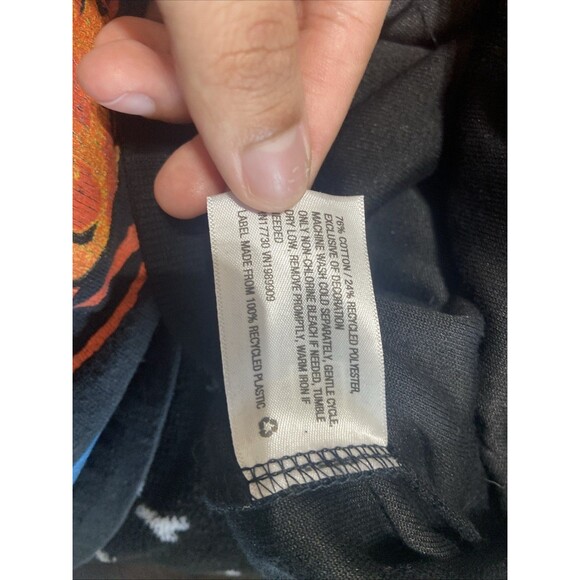 76% COTTON / 24% RECYCLED POLYESTER,
EXCLUSIVE OF DECORATION
MACHINE WASH COLD SEPARATELY, GENTLE CYCLE,
ONLY NON-CHLORINE BLEACH IF NEEDED, TUMBLE
DRY LOW, REMOVE PROMPTLY, WARM IRON IF
NEEDED
17730 VN1989909
LABEL MADE FROM 100% RECYCLED PLASTIC